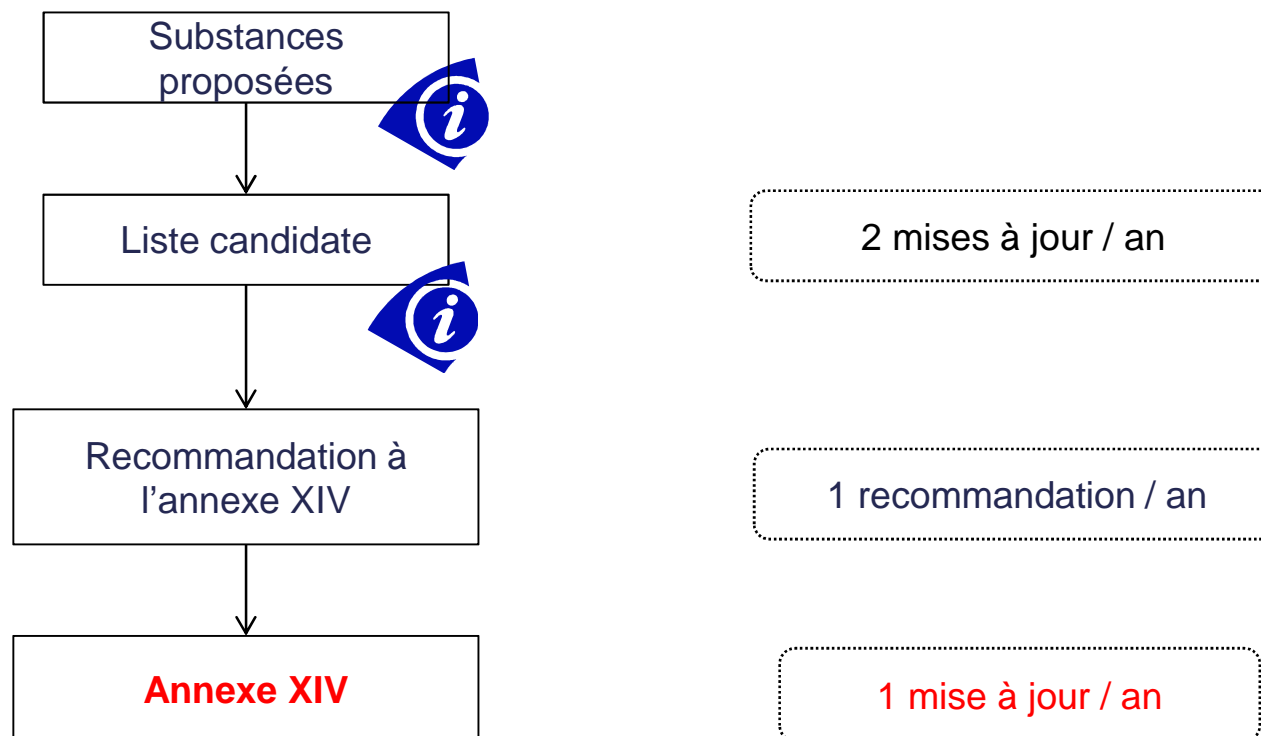 Substances
proposées
i
Liste candidate
2 mises à jour / an
i
Recommandation à
l’annexe XIV
1 recommandation / an
Annexe XIV
1 mise à jour / an